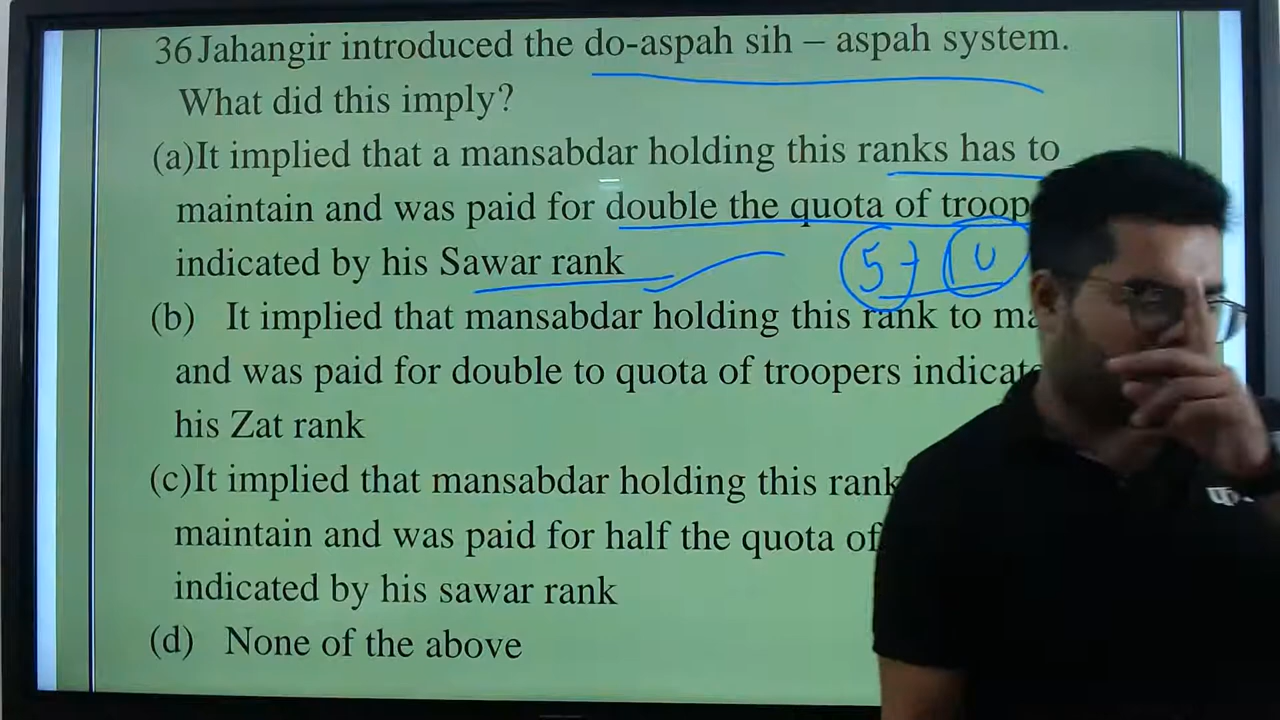 36 Jahangir introduced the do-aspah sih – aspah system.
What did this imply?
(a)It implied that a mansabdar holding this ranks has to
maintain and was paid for double the quota of troop
indicated by his Sawar rank
5 10
(b) It implied that mansabdar holding this rank to
and was paid for double to quota of troopers
his Zat rank
(c)It implied that mansabdar holding this rank
maintain and was paid for half the quota of
indicated by his sawar rank
(d) None of the above